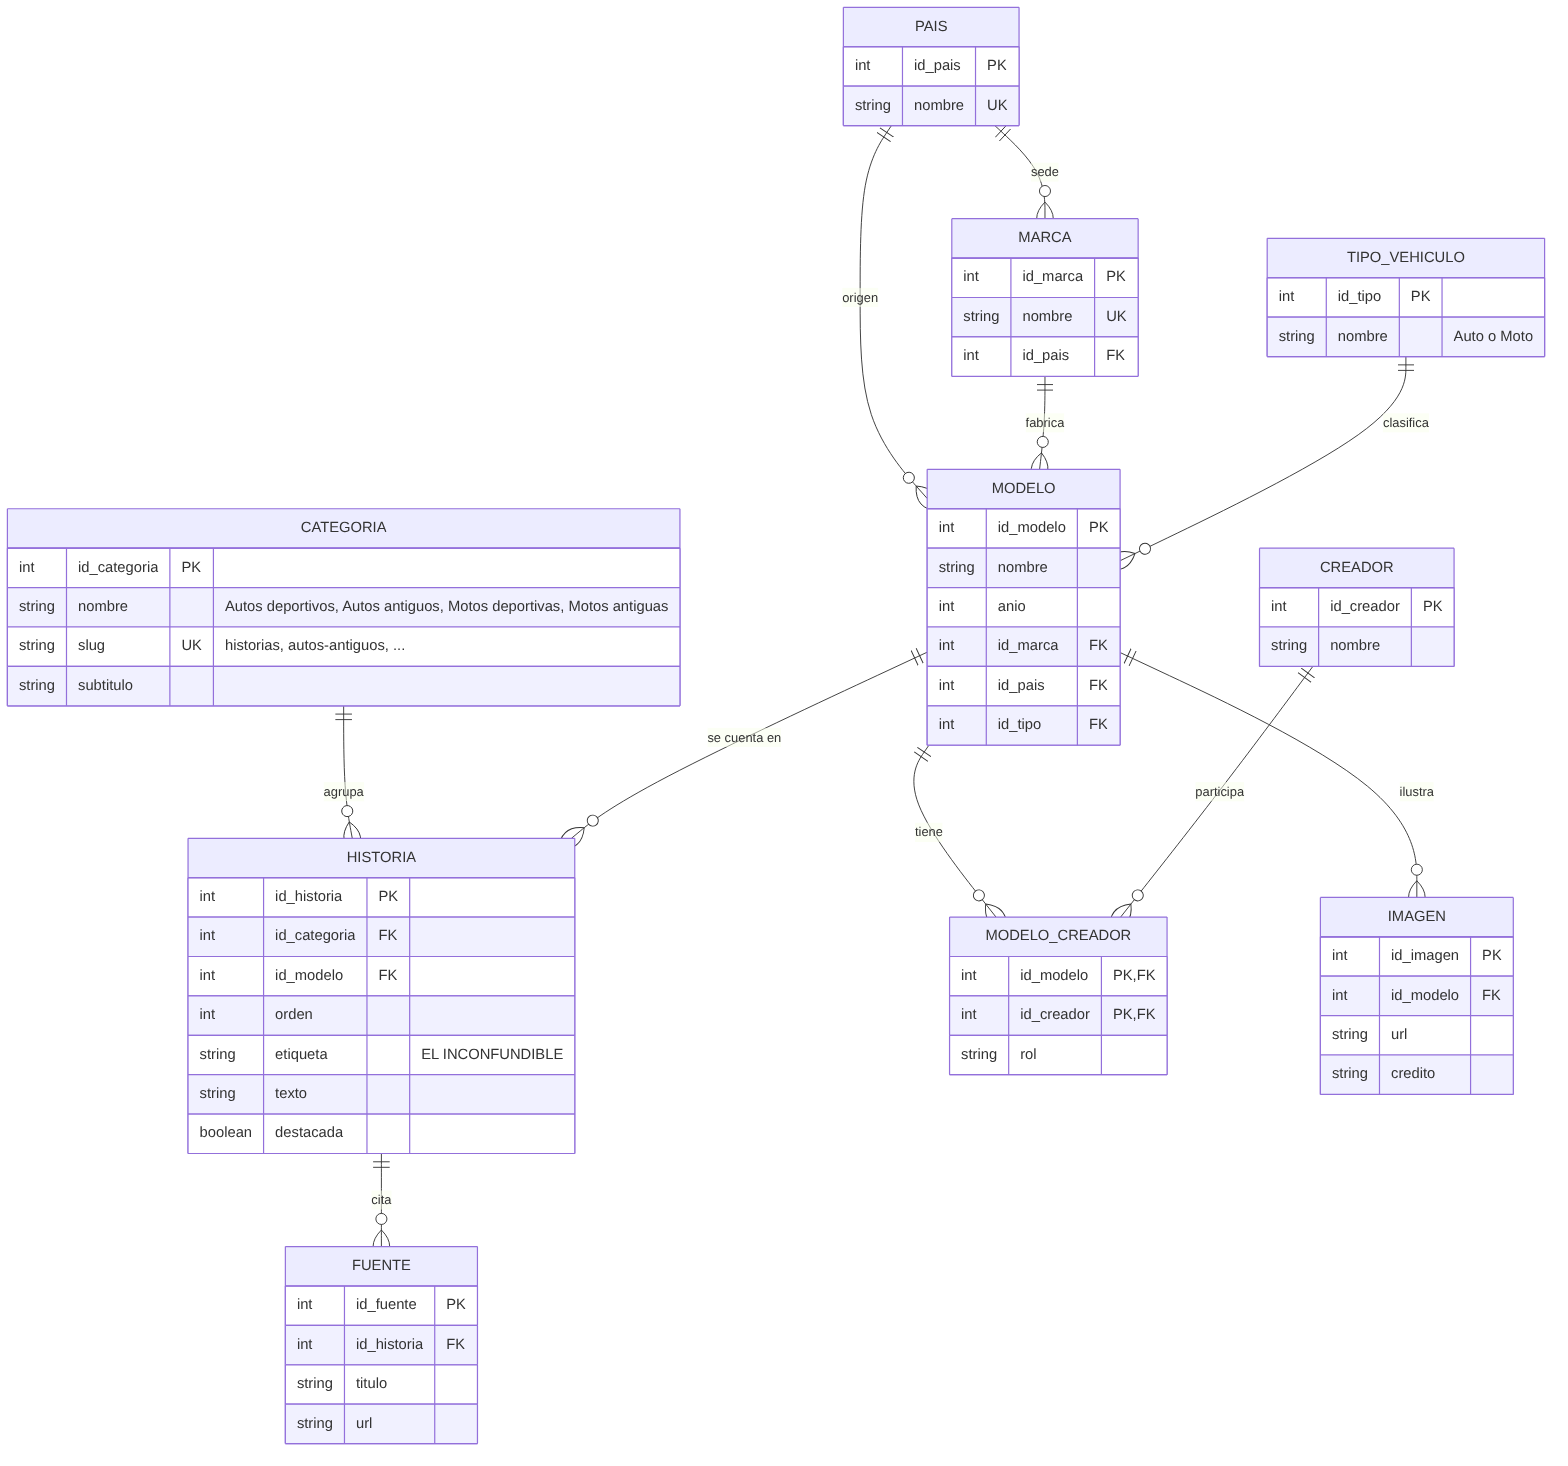 PAIS
int id_pais PK
string nombre UK
sede
origen
MARCA
int id_marca PK
string nombre UK
int id_pais FK
TIPO_VEHICULO
int id_tipo PK
string nombre Auto o Moto
fabrica
clasifica
MODELO
int id_modelo PK
string nombre
int anio
int id_marca FK
int id_pais FK
int id_tipo FK
CATEGORIA
int id_categoria PK
string nombre Autos deportivos, Autos antiguos, Motos deportivas, Motos antiguas
string slug UK historias, autos-antiguos, ...
string subtitulo
CREADOR
int id_creador PK
string nombre
se cuenta en
agrupa
tiene
participa
ilustra
HISTORIA
int id_historia PK
int id_categoria FK
int id_modelo FK
int orden
string etiqueta EL INCONFUNDIBLE
string texto
boolean destacada
MODELO_CREADOR
int id_modelo PK,FK
int id_creador PK,FK
string rol
IMAGEN
int id_imagen PK
int id_modelo FK
string url
string credito
cita
FUENTE
int id_fuente PK
int id_historia FK
string titulo
string url